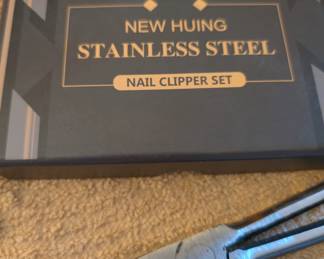 NEW HUING
STAINLESS STEEL
NAIL CLIPPER SET